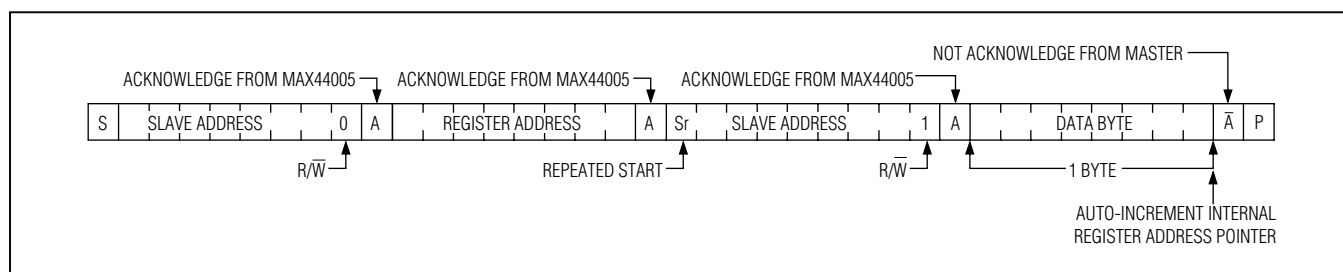 NOT ACKNOWLEDGE FROM MASTER
ACKNOWLEDGE FROM MAX44005 ACKNOWLEDGE FROM MAX44005 ACKNOWLEDGE FROM MAX44005
S SLAVE ADDRESS 0 A REGISTER ADDRESS A Sr SLAVE ADDRESS 1 A DATA BYTE A̅ P
R/W̅ REPEATED START R/W̅ 1 BYTE
AUTO-INCREMENT INTERNAL
REGISTER ADDRESS POINTER